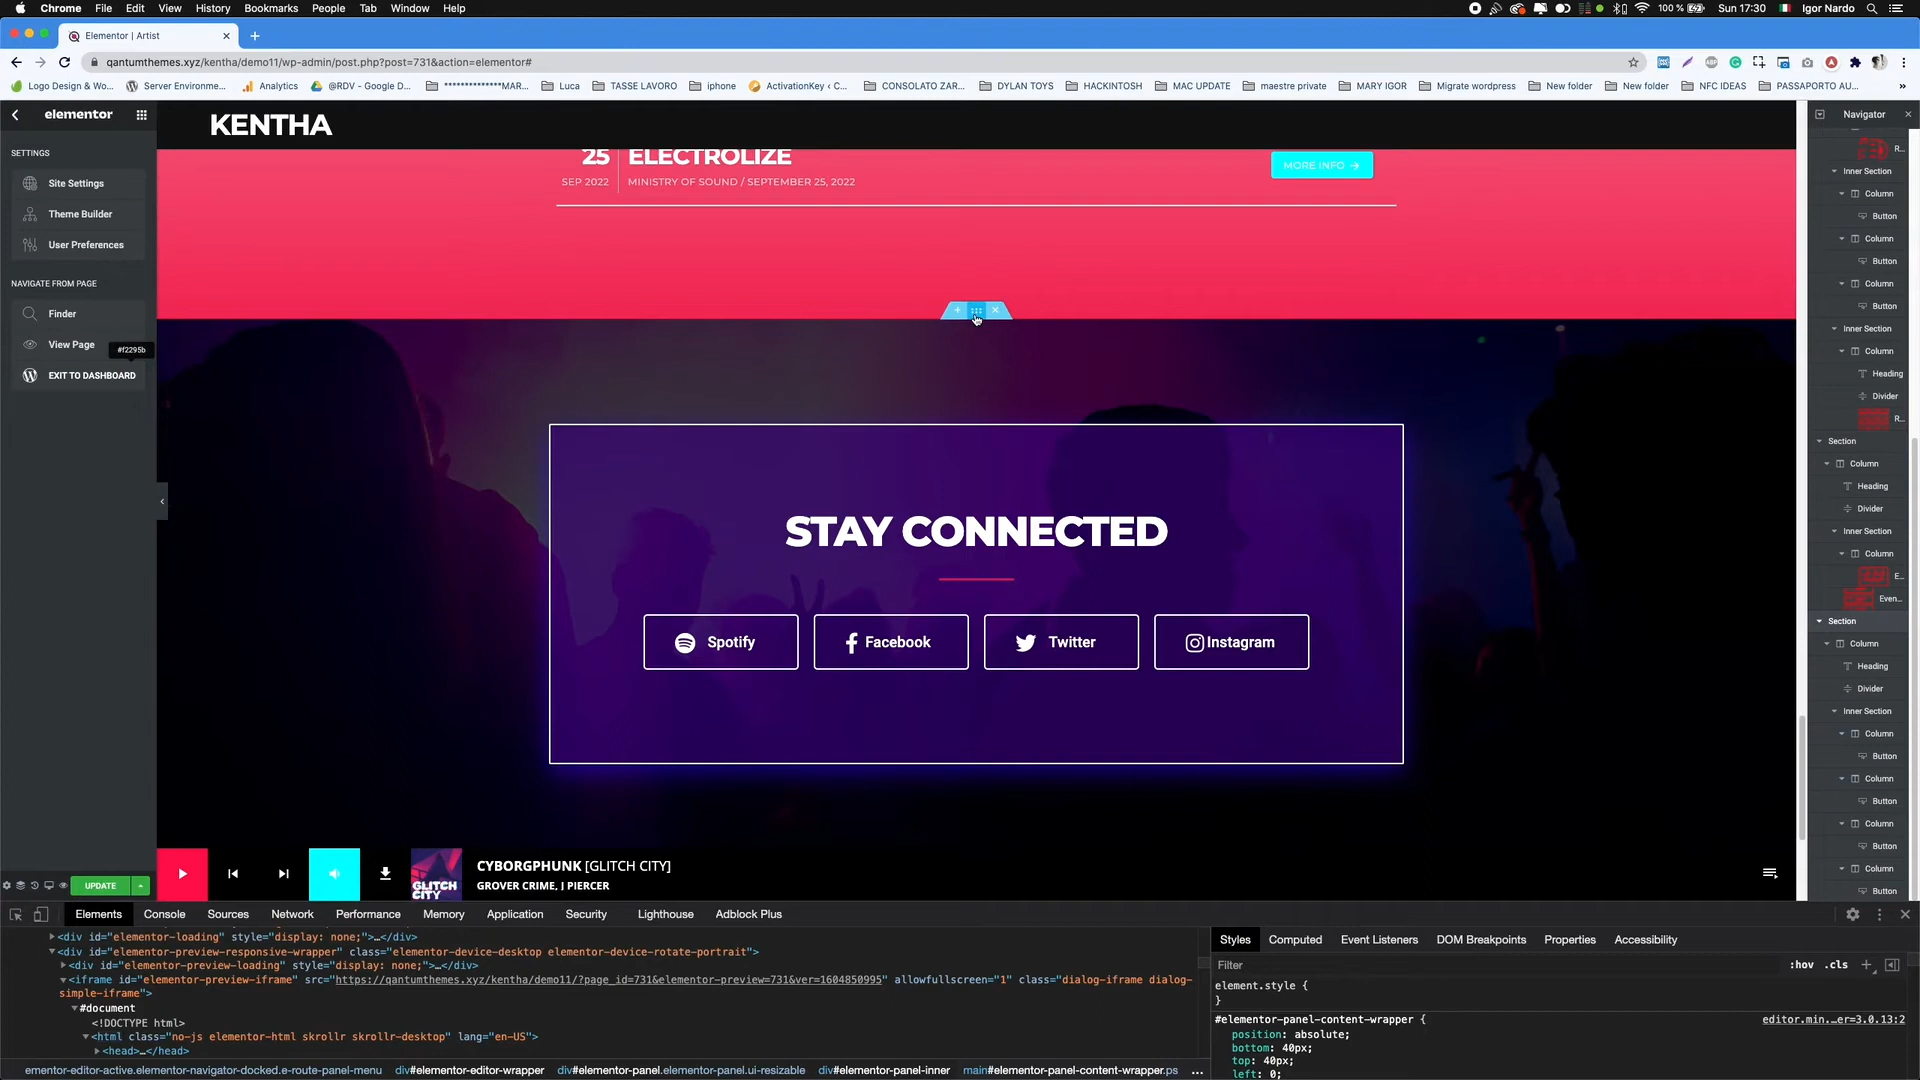 Chrome File Edit View History Bookmarks People Tab Window Help 100 % Sun 17:30 Igor Nardo
Elementor | Artist
qantumthemes.xyz/kentha/demo11/wp-admin/post.php?post=731&action=elementor#
Logo Design & Wo... Server Environme... Analytics @RDV - Google D... **************MAR... Luca TASSE LAVORO iphone ActivationKey ‹ C... CONSOLATO ZAR... DYLAN TOYS HACKINTOSH MAC UPDATE maestre private MARY IGOR Migrate wordpress New folder New folder NFC IDEAS PASSAPORTO AU... »
elementor
SETTINGS
Site Settings
Theme Builder
User Preferences
NAVIGATE FROM PAGE
Finder
View Page
#f2295b
EXIT TO DASHBOARD
UPDATE
KENTHA
25 ELECTROLIZE
SEP 2022 MINISTRY OF SOUND / SEPTEMBER 25, 2022
MORE INFO →
STAY CONNECTED
Spotify Facebook Twitter Instagram
GLITCH CITY
CYBORGPHUNK [GLITCH CITY]
GROVER CRIME, J PIERCER
Navigator
R...
Inner Section
Column
Button
Column
Button
Column
Button
Inner Section
Column
Heading
Divider
R...
Section
Column
Heading
Divider
Inner Section
Column
E...
Even...
Section
Column
Heading
Divider
Inner Section
Column
Button
Column
Button
Column
Button
Column
Button
Elements Console Sources Network Performance Memory Application Security Lighthouse Adblock Plus
<div id="elementor-loading" style="display: none;">…</div>
<div id="elementor-preview-responsive-wrapper" class="elementor-device-desktop elementor-device-rotate-portrait">
<div id="elementor-preview-loading" style="display: none;">…</div>
<iframe id="elementor-preview-iframe" src="https://qantumthemes.xyz/kentha/demo11/?page_id=731&elementor-preview=731&ver=1604850995" allowfullscreen="1" class="dialog-iframe dialog-
simple-iframe">
#document
<!DOCTYPE html>
<html class="no-js elementor-html skrollr skrollr-desktop" lang="en-US">
<head>…</head>
ementor-editor-active.elementor-navigator-docked.e-route-panel-menu div#elementor-editor-wrapper div#elementor-panel.elementor-panel.ui-resizable div#elementor-panel-inner main#elementor-panel-content-wrapper.ps ...
Styles Computed Event Listeners DOM Breakpoints Properties Accessibility
Filter :hov .cls +
element.style {
}
#elementor-panel-content-wrapper { editor.min.…er=3.0.13:2
position: absolute;
bottom: 40px;
top: 40px;
left: 0;